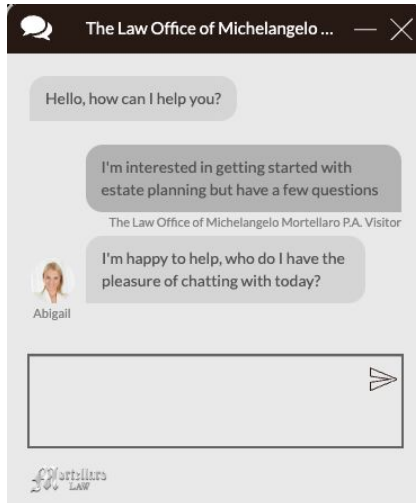 The Law Office of Michelangelo ...
Hello, how can I help you?
I'm interested in getting started with
estate planning but have a few questions
The Law Office of Michelangelo Mortellaro P.A. Visitor
I'm happy to help, who do I have the
pleasure of chatting with today?
Abigail
Mortellaro
LAW